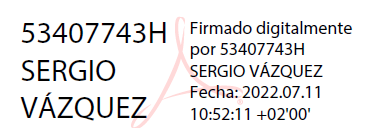 53407743H
SERGIO
VÁZQUEZ
Firmado digitalmente
por 53407743H
SERGIO VÁZQUEZ
Fecha: 2022.07.11
10:52:11 +02'00'